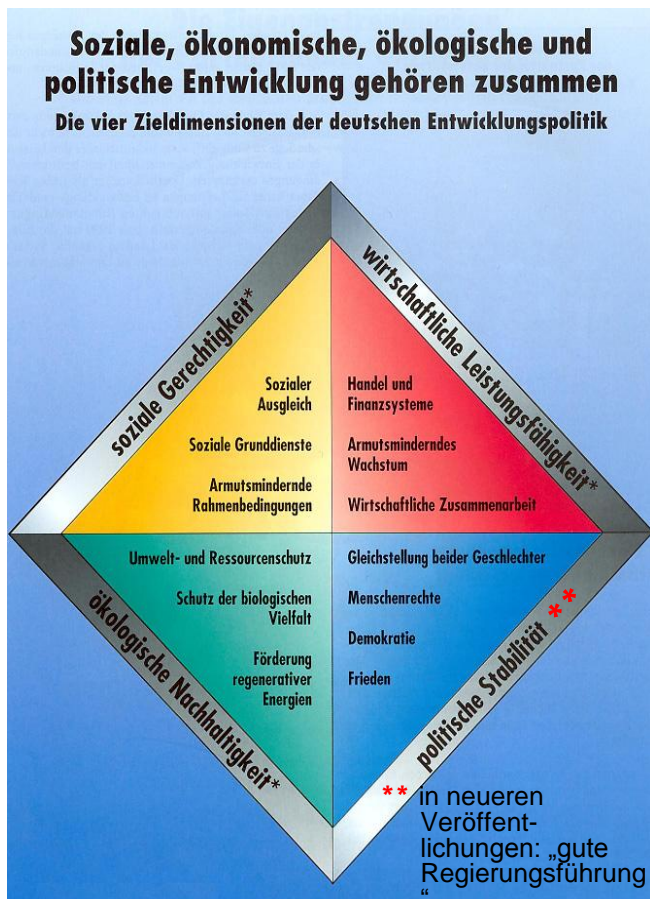 Soziale, ökonomische, ökologische und
politische Entwicklung gehören zusammen
Die vier Zieldimensionen der deutschen Entwicklungspolitik
soziale Gerechtigkeit*
wirtschaftliche Leistungsfähigkeit*
Sozialer
Ausgleich
Soziale Grunddienste
Armutsmindernde
Rahmenbedingungen
Handel und
Finanzsysteme
Armutsminderndes
Wachstum
Wirtschaftliche Zusammenarbeit
Umwelt- und Ressourcenschutz
Schutz der biologischen
Vielfalt
Förderung
regenerativer
Energien
Gleichstellung beider Geschlechter
Menschenrechte
Demokratie
Frieden
ökologische Nachhaltigkeit*
politische Stabilität **
** in neueren
Veröffent-
lichungen: „gute
Regierungsführung
“